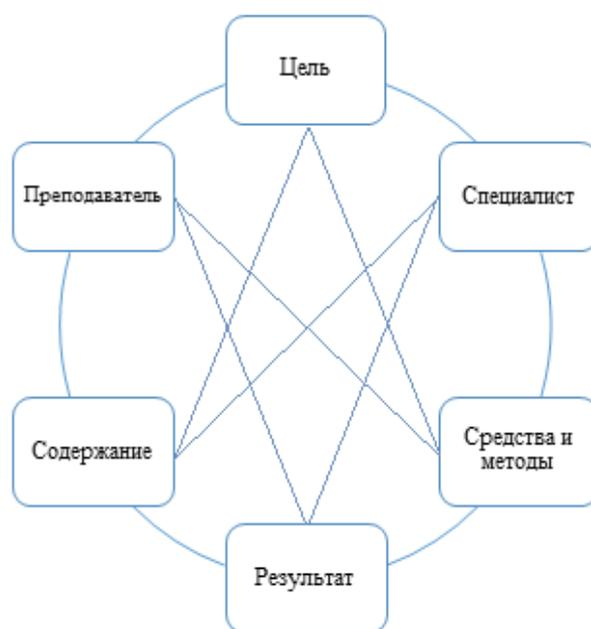 Цель
Преподаватель
Специалист
Содержание
Средства и
методы
Результат